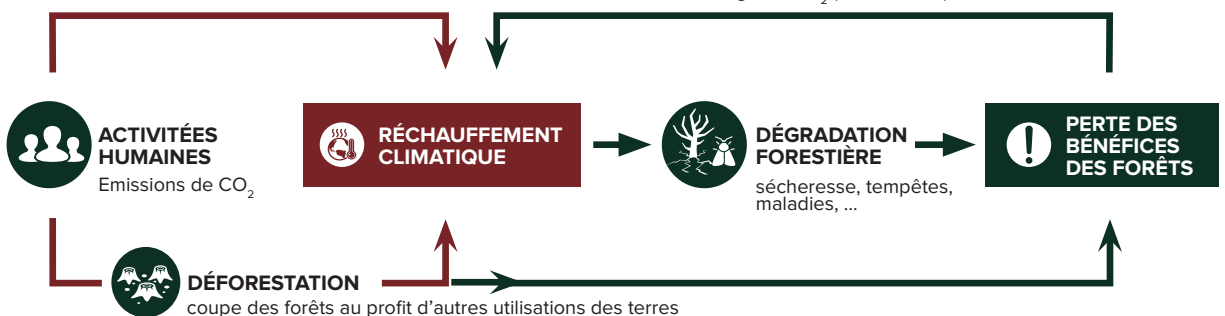 ACTIVITÉES
HUMAINES
Emissions de CO₂
RÉCHAUFFEMENT
CLIMATIQUE
DÉGRADATION
FORESTIÈRE
sécheresse, tempêtes,
maladies, ...
PERTE DES
BÉNÉFICES
DES FORÊTS
DÉFORESTATION
coupe des forêts au profit d’autres utilisations des terres